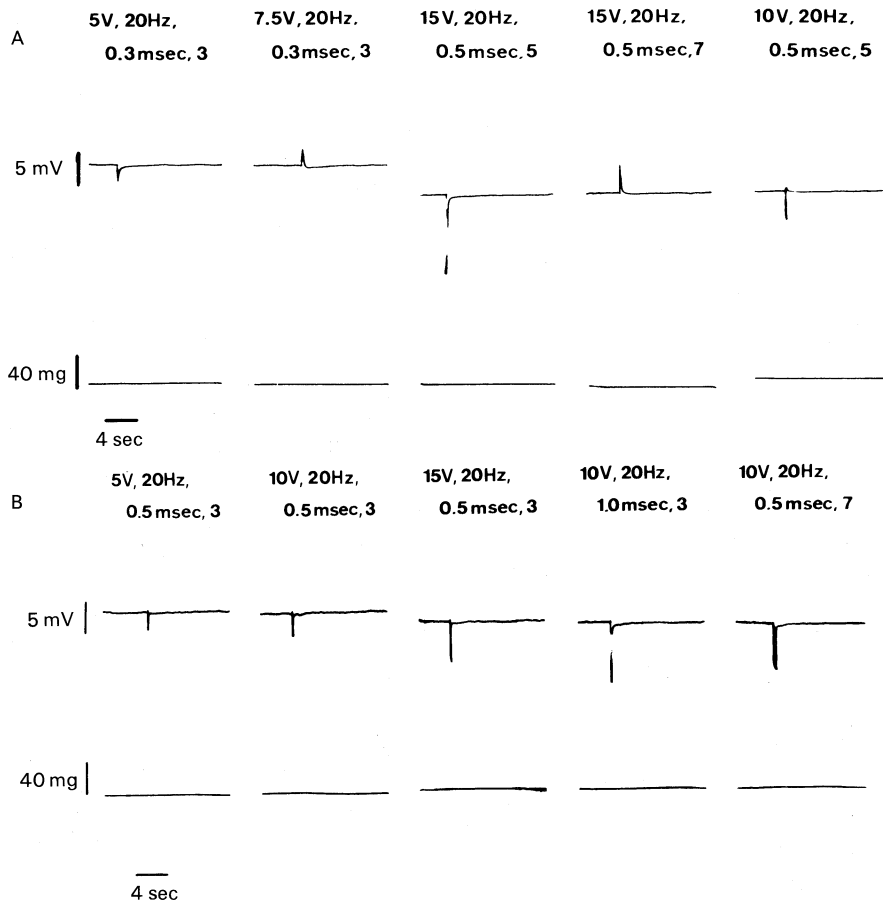 A
5V, 20Hz,
0.3msec, 3
7.5V, 20Hz,
0.3msec, 3
15V, 20Hz,
0.5msec, 5
15V, 20Hz,
0.5msec, 7
10V, 20Hz,
0.5msec, 5
5 mV
40 mg
4 sec
B
5V, 20Hz,
0.5msec, 3
10V, 20Hz,
0.5msec, 3
15V, 20Hz,
0.5msec, 3
10V, 20Hz,
1.0msec, 3
10V, 20Hz,
0.5msec, 7
5 mV
40 mg
4 sec